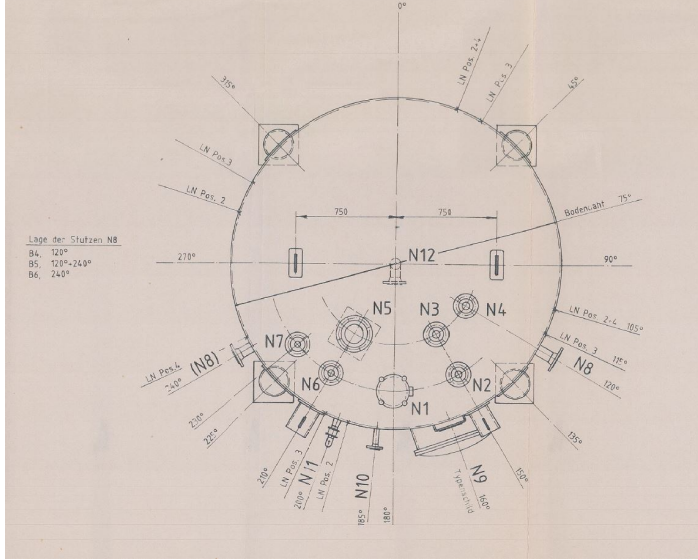 0°
LN Pos. 2+4
LN Pos. 3
315°
45°
LN Pos.3
LN Pos. 2
750
750
Bodennaht
75°
Lage der Stutzen N8
B4, 120°
B5, 120°+240°
B6, 240°
270°
N12
90°
N5
N3
N4
N7
LN Pos. 2-4
105°
LN Pos. 3
115°
(N8)
N8
LN Pos.4
240°
120°
N6
N2
N1
230°
225°
135°
210°
LN Pos. 3
200°
N11
LN Pos. 2
N10
185°
180°
N9
Typenschild
160°
150°